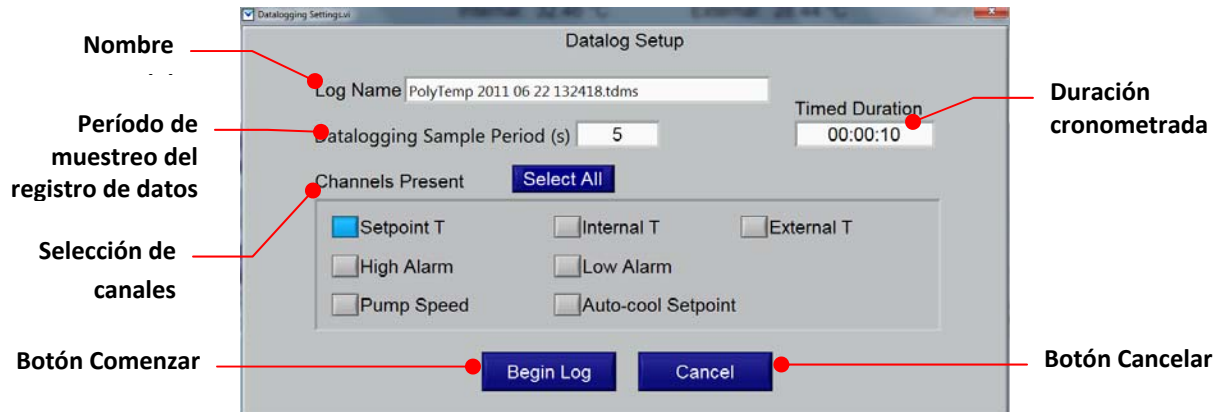 Datalogging Settings.vi
Datalog Setup
Nombre
Log Name PolyTemp 2011 06 22 132418.tdms
Timed Duration
00:00:10
Duración
cronometrada
Período de
muestreo del
registro de datos
Datalogging Sample Period (s) 5
Channels Present Select All
Selección de
canales
Setpoint T Internal T External T
High Alarm Low Alarm
Pump Speed Auto-cool Setpoint
Botón Comenzar
Begin Log Cancel
Botón Cancelar